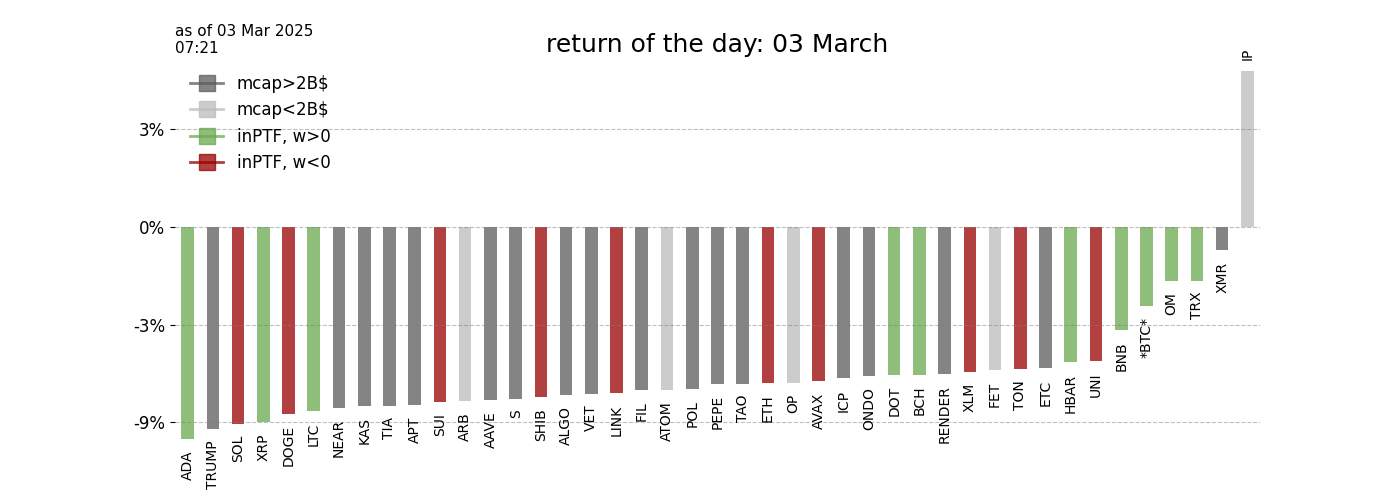 as of 03 Mar 2025
07:21
return of the day: 03 March
mcap>2B$
mcap<2B$
inPTF, w>0
inPTF, w<0
3%
0%
-3%
-9%
ADA
TRUMP
SOL
XRP
DOGE
LTC
NEAR
KAS
TIA
APT
SUI
ARB
AAVE
S
SHIB
ALGO
VET
LINK
FIL
ATOM
POL
PEPE
TAO
ETH
OP
AVAX
ICP
ONDO
DOT
BCH
RENDER
XLM
FET
TON
ETC
HBAR
UNI
BNB
*BTC*
OM
TRX
XMR
IP